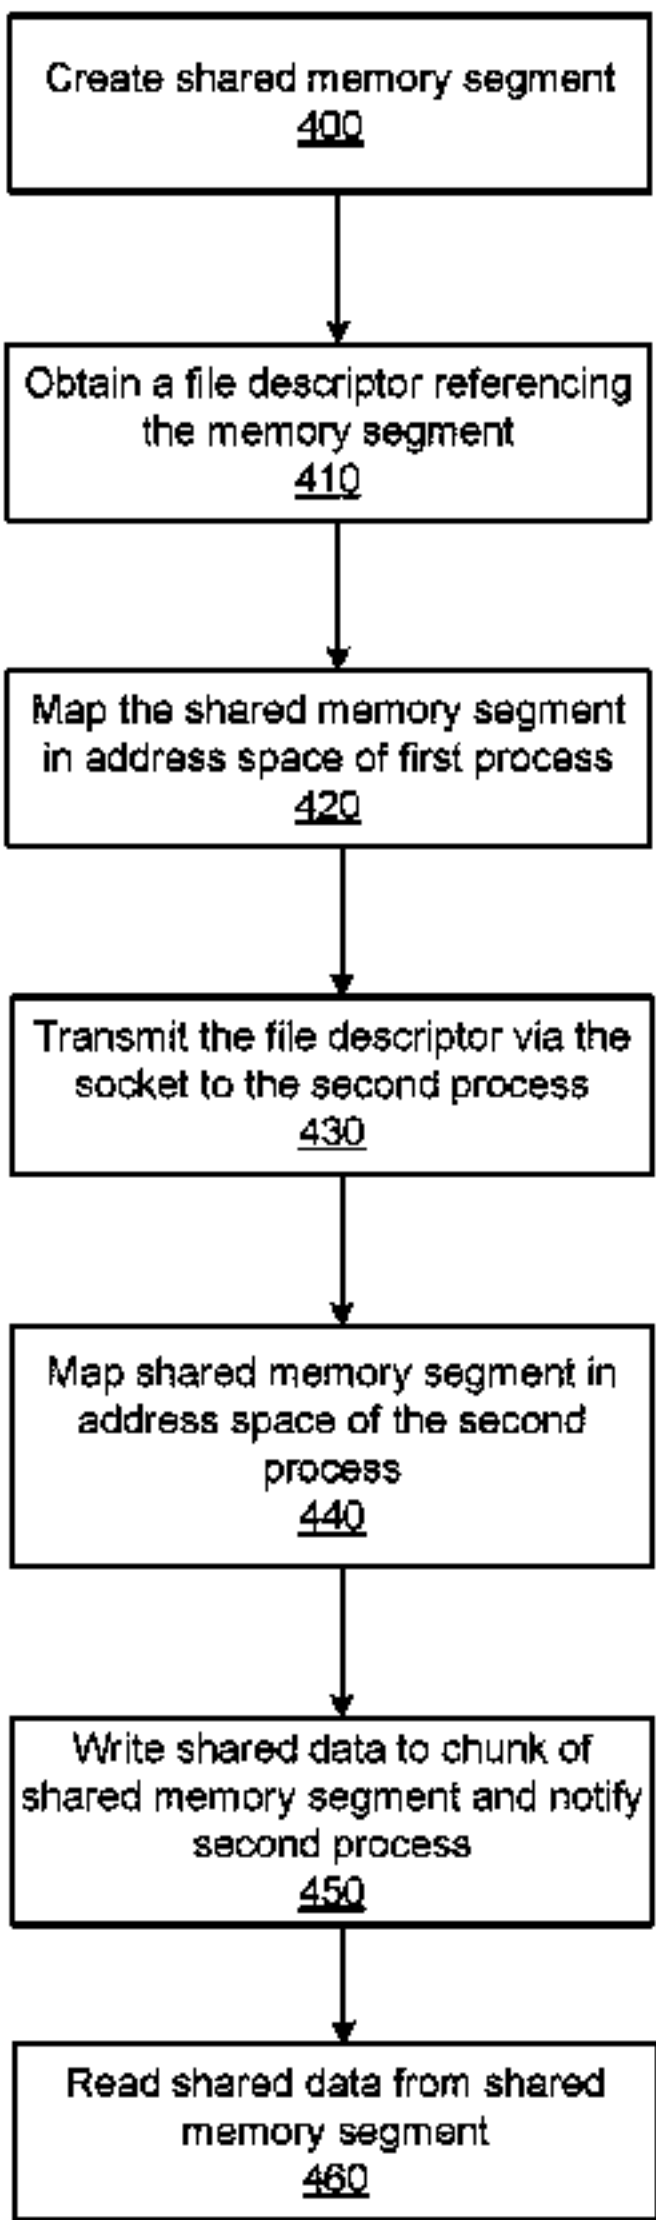 Create shared memory segment
400
Obtain a file descriptor referencing
the memory segment
410
Map the shared memory segment
in address space of first process
420
Transmit the file descriptor via the
socket to the second process
430
Map shared memory segment in
address space of the second
process
440
Write shared data to chunk of
shared memory segment and notify
second process
450
Read shared data from shared
memory segment
460